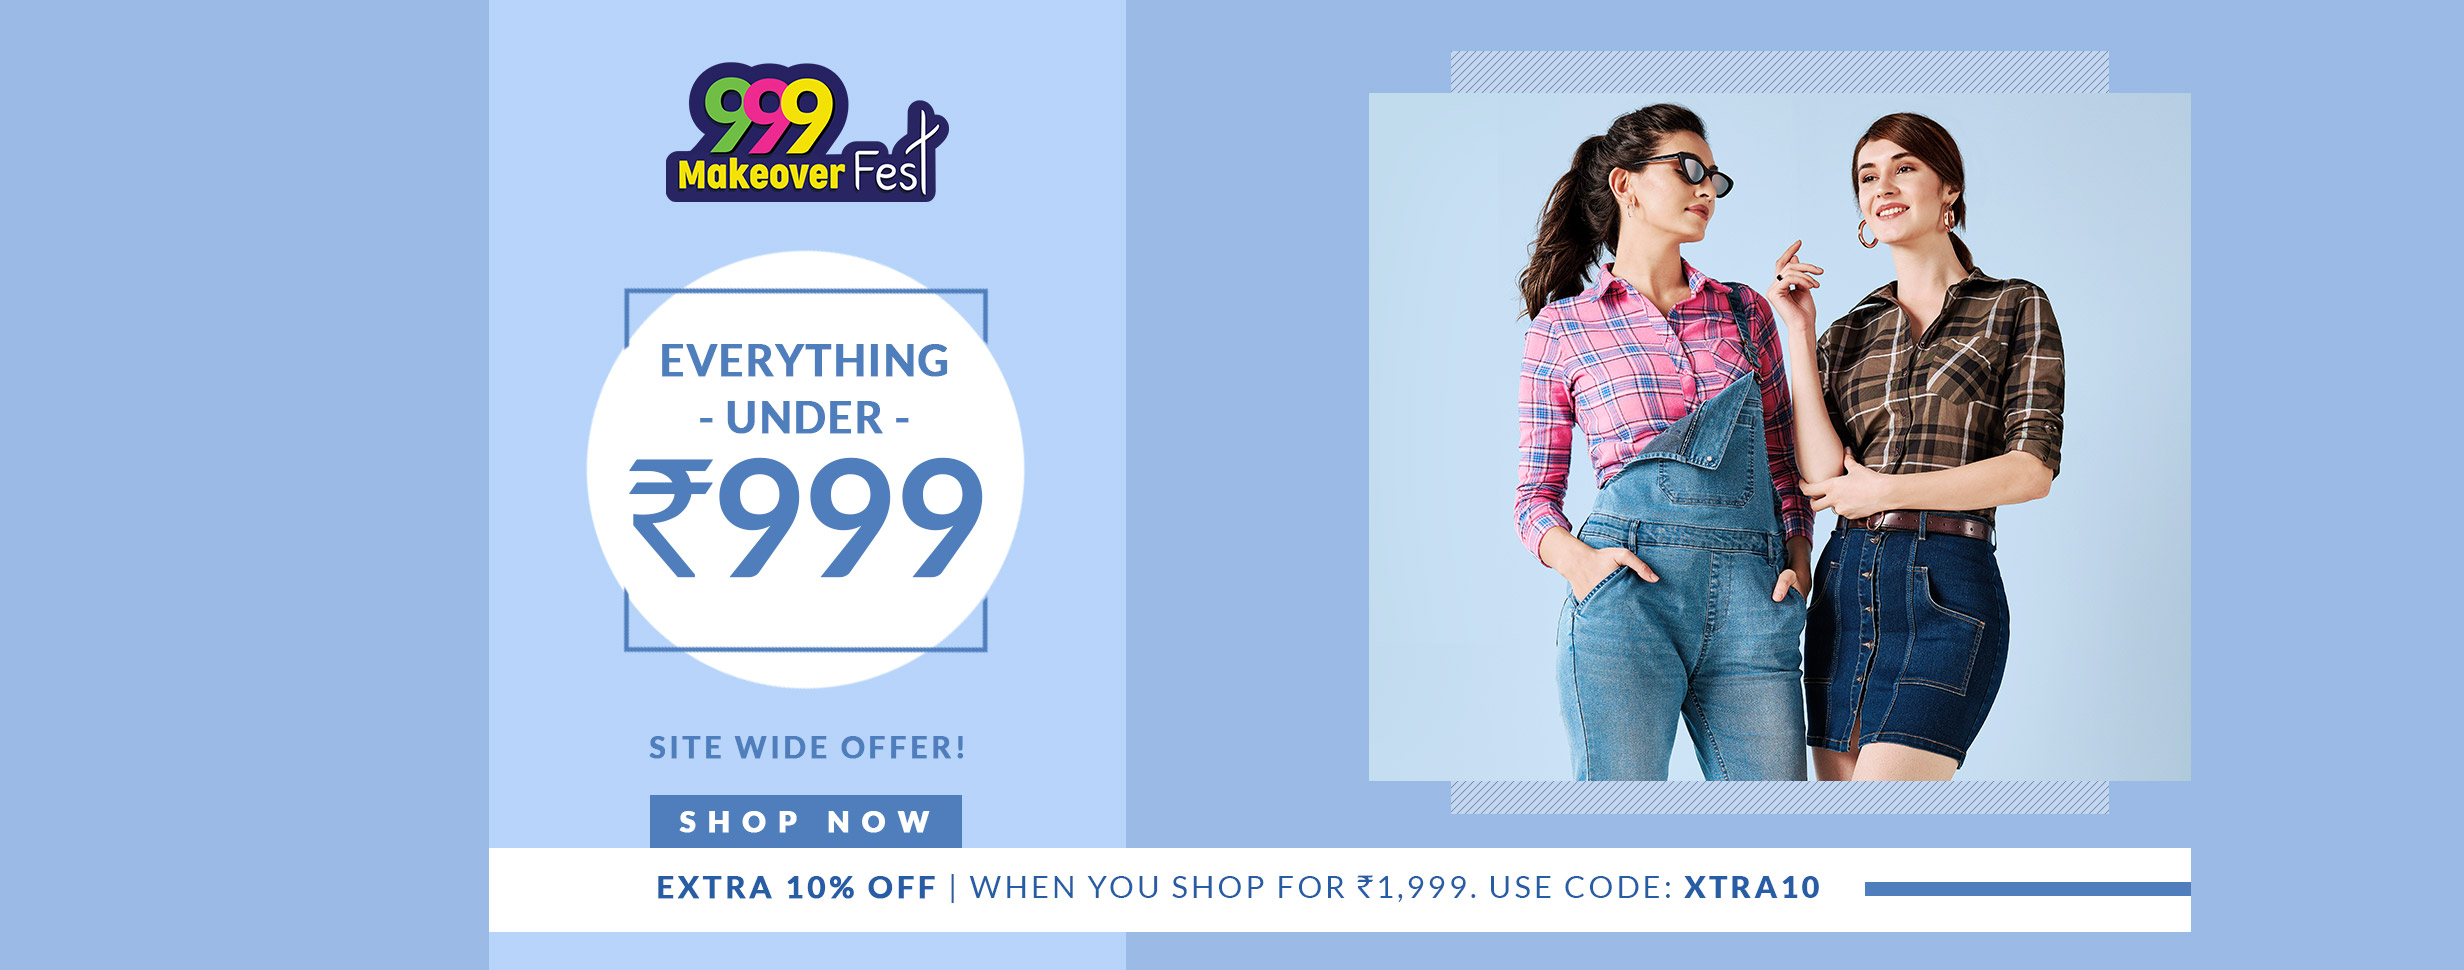 999
Makeover Fest
EVERYTHING
- UNDER -
₹999
SITE WIDE OFFER!
SHOP NOW
EXTRA 10% OFF | WHEN YOU SHOP FOR ₹1,999. USE CODE: XTRA10